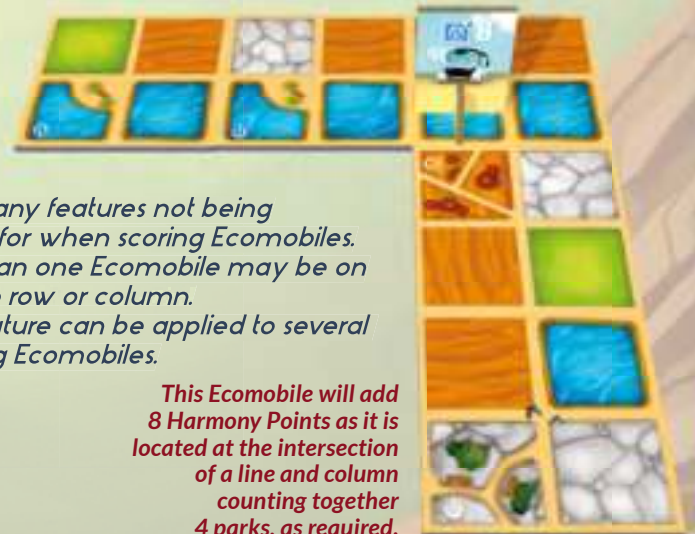 any features not being
for when scoring Ecomobiles.
an one Ecomobile may be on
row or column.
ture can be applied to several
g Ecomobiles.
This Ecomobile will add
8 Harmony Points as it is
located at the intersection
of a line and column
counting together
4 parks, as required.